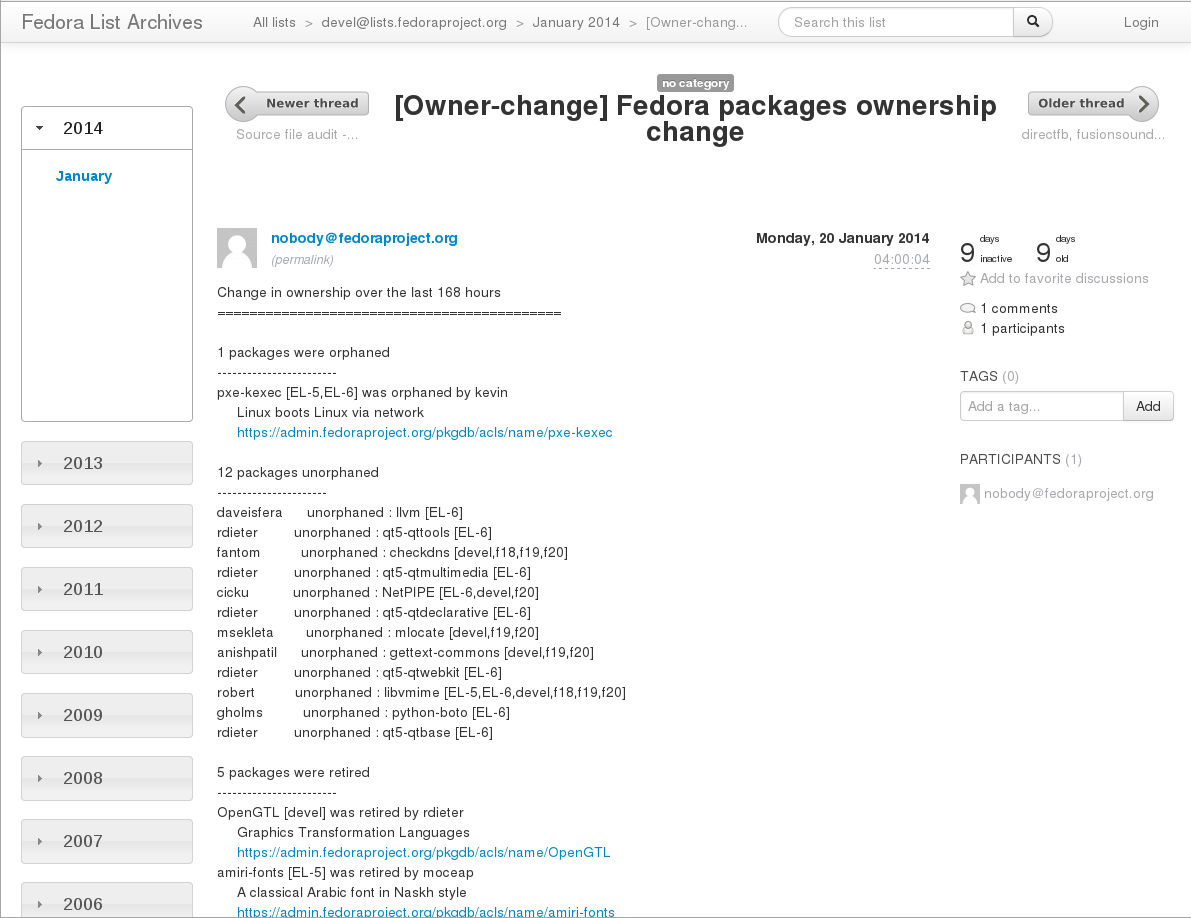 Fedora List Archives
All lists > devel@lists.fedoraproject.org > January 2014 > [Owner-chang...
Search this list
Login
2014
January
2013
2012
2011
2010
2009
2008
2007
2006
Newer thread
Source file audit -...
no category
[Owner-change] Fedora packages ownership
change
Older thread
directfb, fusionsound...
nobody@fedoraproject.org
(permalink)
Monday, 20 January 2014
04:00:04
Change in ownership over the last 168 hours
===========================================
1 packages were orphaned
------------------------
pxe-kexec [EL-5,EL-6] was orphaned by kevin
Linux boots Linux via network
https://admin.fedoraproject.org/pkgdb/acls/name/pxe-kexec
12 packages unorphaned
----------------------
daveisfera unorphaned : llvm [EL-6]
rdieter unorphaned : qt5-qttools [EL-6]
fantom unorphaned : checkdns [devel,f18,f19,f20]
rdieter unorphaned : qt5-qtmultimedia [EL-6]
cicku unorphaned : NetPIPE [EL-6,devel,f20]
rdieter unorphaned : qt5-qtdeclarative [EL-6]
msekleta unorphaned : mlocate [devel,f19,f20]
anishpatil unorphaned : gettext-commons [devel,f19,f20]
rdieter unorphaned : qt5-qtwebkit [EL-6]
robert unorphaned : libvmime [EL-5,EL-6,devel,f18,f19,f20]
gholms unorphaned : python-boto [EL-6]
rdieter unorphaned : qt5-qtbase [EL-6]
5 packages were retired
------------------------
OpenGTL [devel] was retired by rdieter
Graphics Transformation Languages
https://admin.fedoraproject.org/pkgdb/acls/name/OpenGTL
amiri-fonts [EL-5] was retired by moceap
A classical Arabic font in Naskh style
https://admin.fedoraproject.org/pkgdb/acls/name/amiri-fonts
9 days inactive
9 days old
Add to favorite discussions
1 comments
1 participants
TAGS (0)
Add a tag...
Add
PARTICIPANTS (1)
nobody@fedoraproject.org